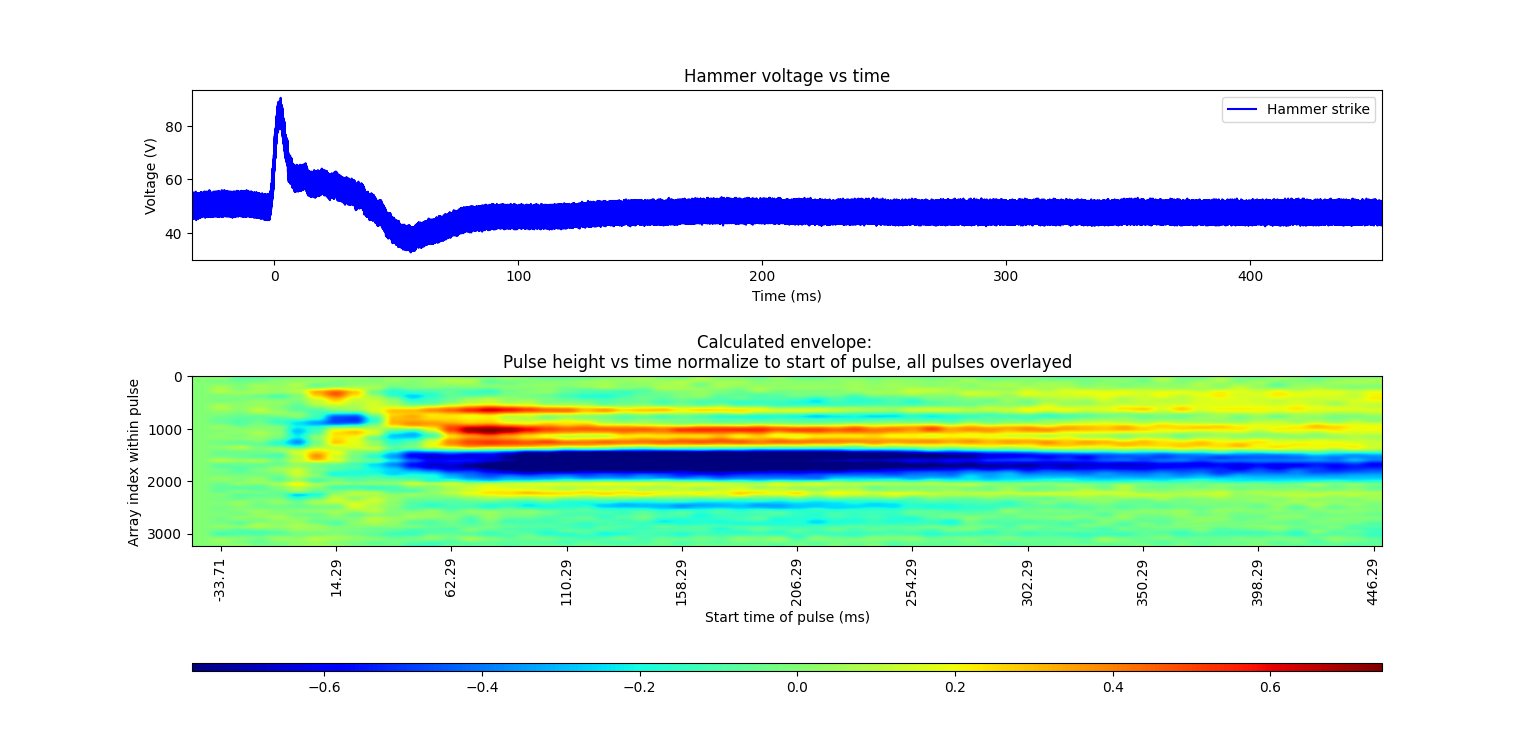 Hammer voltage vs time
Hammer strike
Voltage (V)
80
60
40
0 100 200 300 400
Time (ms)
Calculated envelope:
Pulse height vs time normalize to start of pulse, all pulses overlayed
Array index within pulse
0
1000
2000
3000
-33.71 14.29 62.29 110.29 158.29 206.29 254.29 302.29 350.29 398.29 446.29
Start time of pulse (ms)
−0.6 −0.4 −0.2 0.0 0.2 0.4 0.6